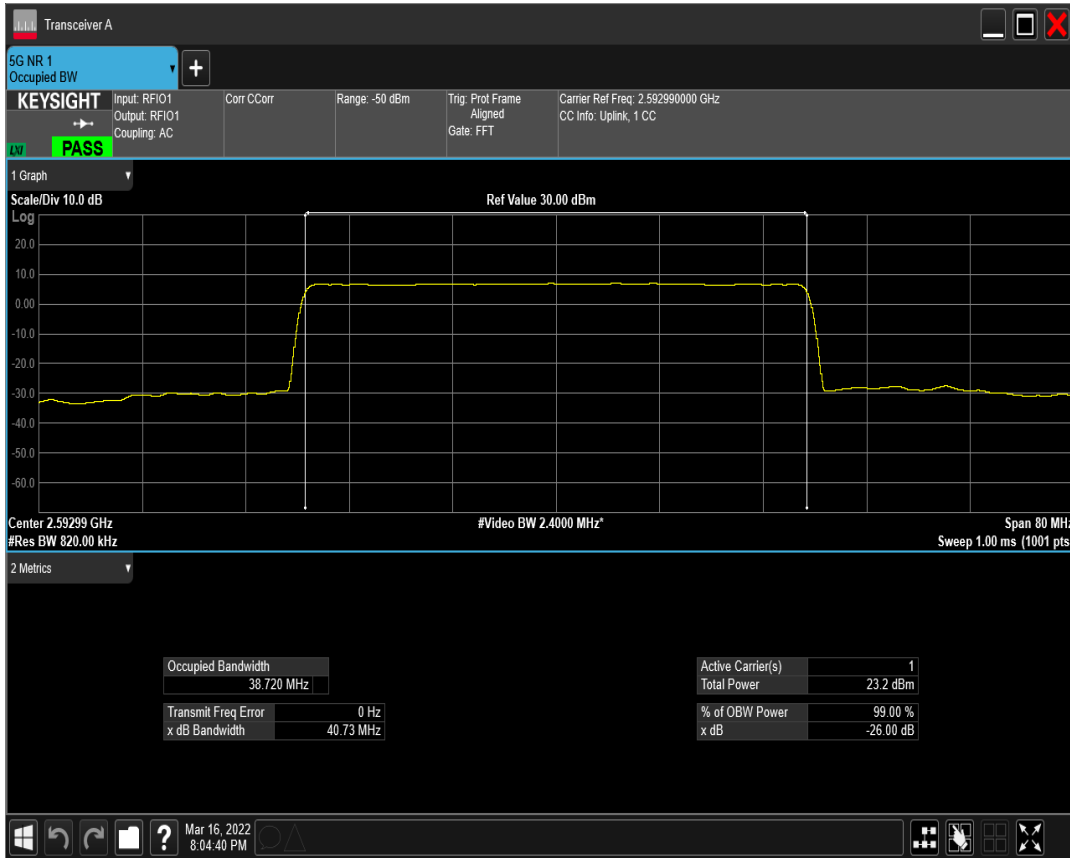 Transceiver A
5G NR 1
Occupied BW
+
KEYSIGHT
LXI
PASS
Input: RFIO1
Output: RFIO1
Coupling: AC
Corr CCorr
Range: -50 dBm
Trig: Prot Frame
Aligned
Gate: FFT
Carrier Ref Freq: 2.592990000 GHz
CC Info: Uplink, 1 CC
1 Graph
Scale/Div 10.0 dB
Ref Value 30.00 dBm
Log
20.0
10.0
0.00
-10.0
-20.0
-30.0
-40.0
-50.0
-60.0
Center 2.59299 GHz
#Video BW 2.4000 MHz*
Span 80 MHz
#Res BW 820.00 kHz
Sweep 1.00 ms (1001 pts
2 Metrics
Occupied Bandwidth
38.720 MHz
Transmit Freq Error 0 Hz
x dB Bandwidth 40.73 MHz
Active Carrier(s) 1
Total Power 23.2 dBm
% of OBW Power 99.00 %
x dB -26.00 dB
?
Mar 16, 2022
8:04:40 PM